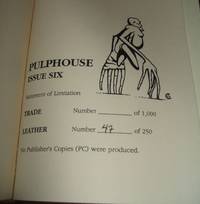 PULPHOUSE
ISSUE SIX
Statement of Limitation
TRADE Number ______ of 1,000
LEATHER Number 47 of 250
No Publisher's Copies (PC) were produced.